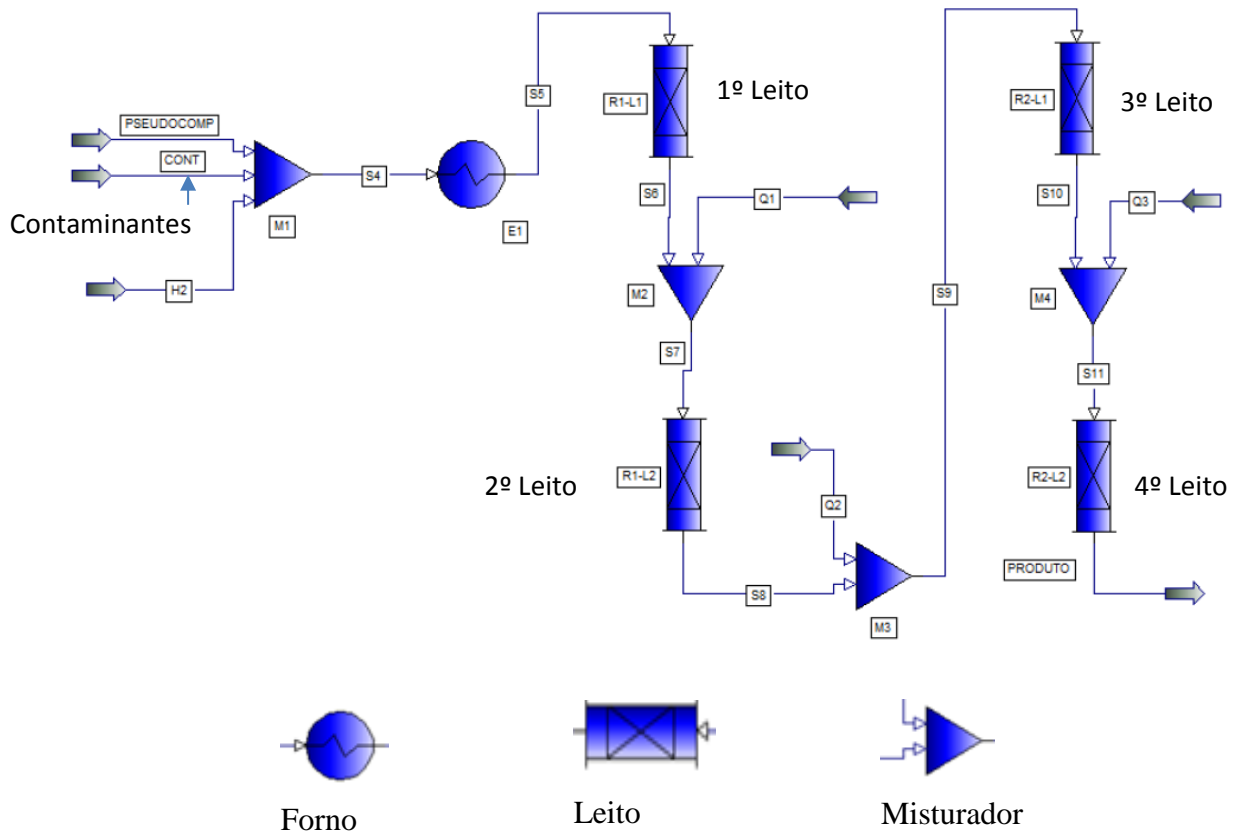 S5
R1-L1
1º Leito
R2-L1
3º Leito
PSEUDOCOMP
CONT
S4
Contaminantes
M1
E1
S6
Q1
S10
Q3
H2
M2
S9
M4
S7
S11
2º Leito
R1-L2
Q2
R2-L2
4º Leito
PRODUTO
S8
M3
Forno
Leito
Misturador